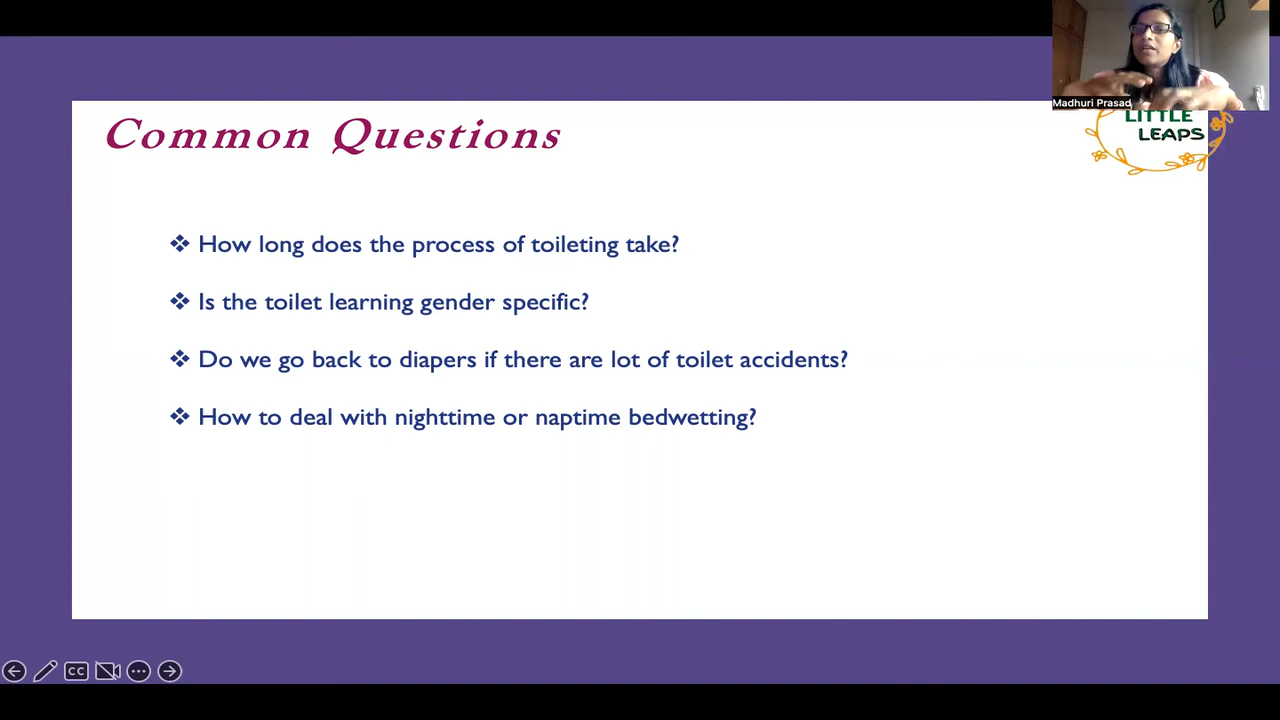 Madhuri Prasad
LITTLE
LEAPS
Common Questions
❖ How long does the process of toileting take?
❖ Is the toilet learning gender specific?
❖ Do we go back to diapers if there are lot of toilet accidents?
❖ How to deal with nighttime or naptime bedwetting?
CC